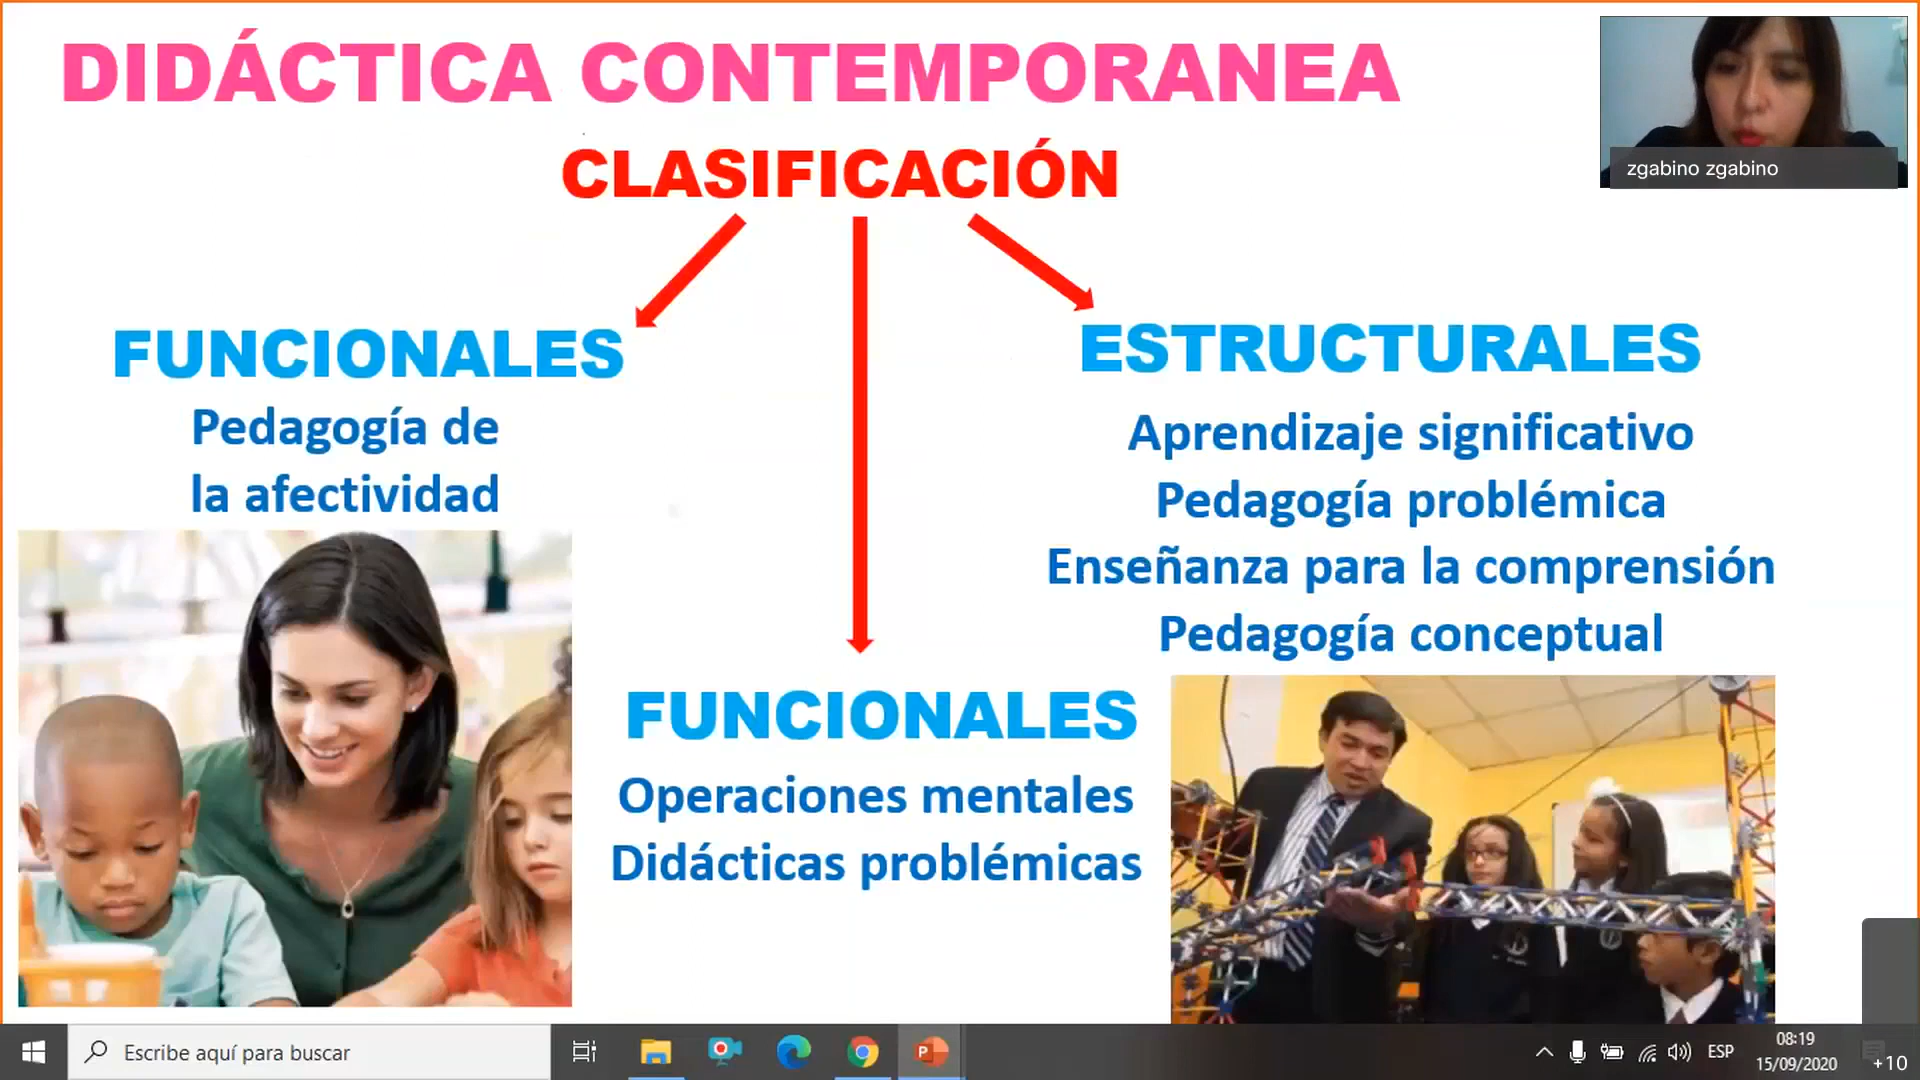 DIDÁCTICA CONTEMPORANEA
CLASIFICACIÓN
zgabino zgabino
FUNCIONALES
Pedagogía de
la afectividad
ESTRUCTURALES
Aprendizaje significativo
Pedagogía problémica
Enseñanza para la comprensión
Pedagogía conceptual
FUNCIONALES
Operaciones mentales
Didácticas problémicas
Escribe aquí para buscar
ESP
08:19
15/09/2020
+10